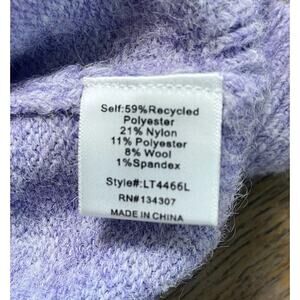 Self:59%Recycled
Polyester
21% Nylon
11% Polyester
8% Wool
1%Spandex
Style#:LT4466L
RN#134307
MADE IN CHINA